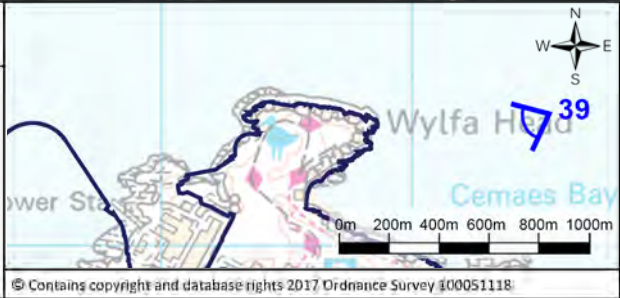 N
W E
S
39
Wylfa Head
ower Sta
Cemaes Bay
0m 200m 400m 600m 800m 1000m
© Contains copyright and database rights 2017 Ordnance Survey 100051118